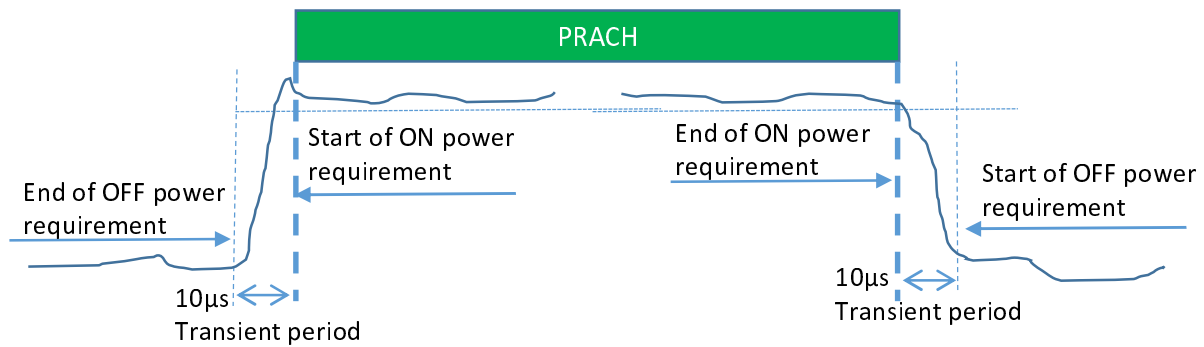 PRACH
Start of ON power
requirement
End of ON power
requirement
End of OFF power
requirement
Start of OFF power
requirement
10µs
Transient period
10µs
Transient period